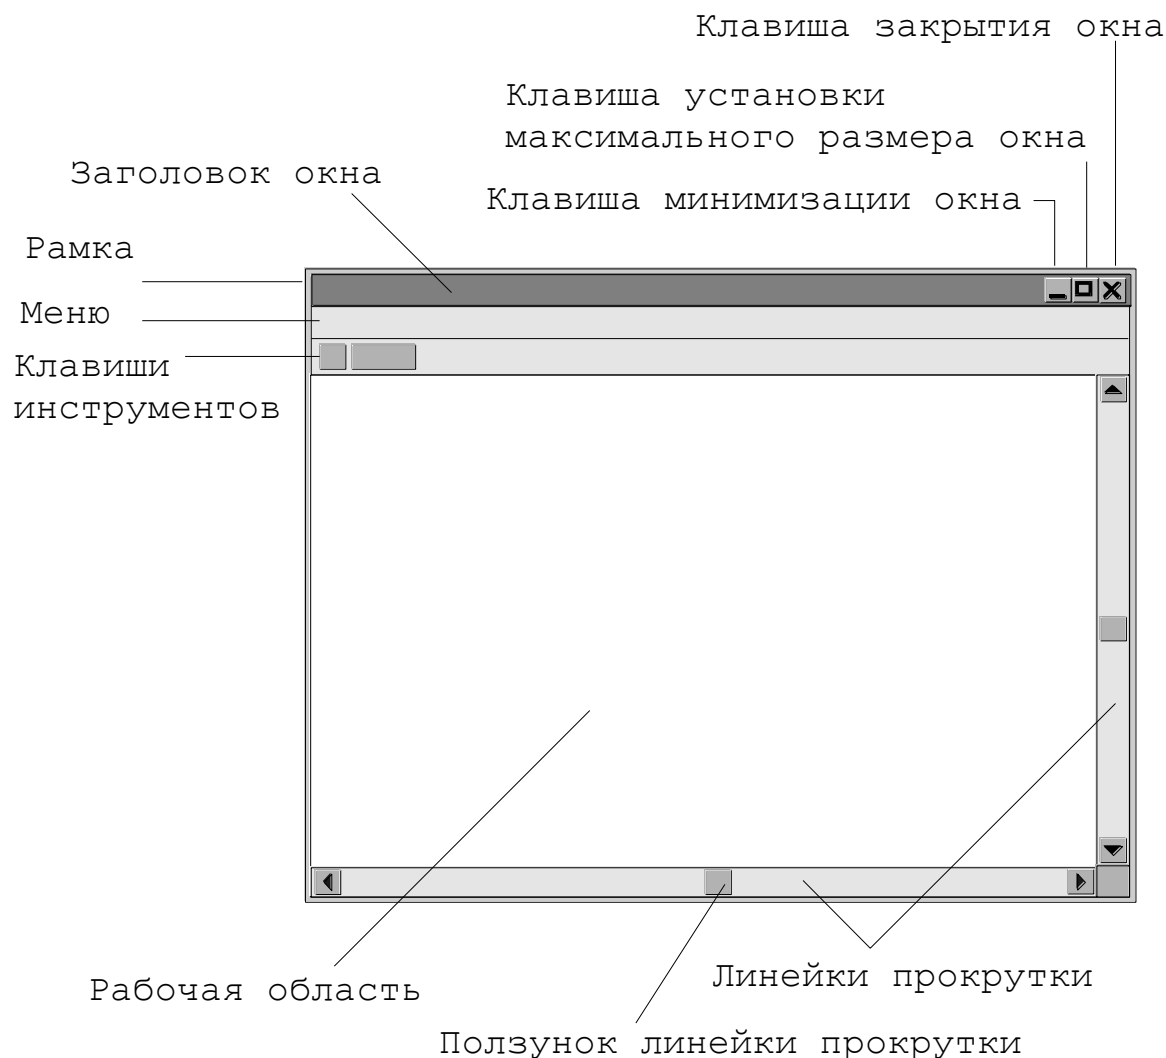 Клавиша закрытия окна
Клавиша установки
максимального размера окна
Заголовок окна
Клавиша минимизации окна
Рамка
Меню
Клавиши
инструментов
Рабочая область
Линейки прокрутки
Ползунок линейки прокрутки